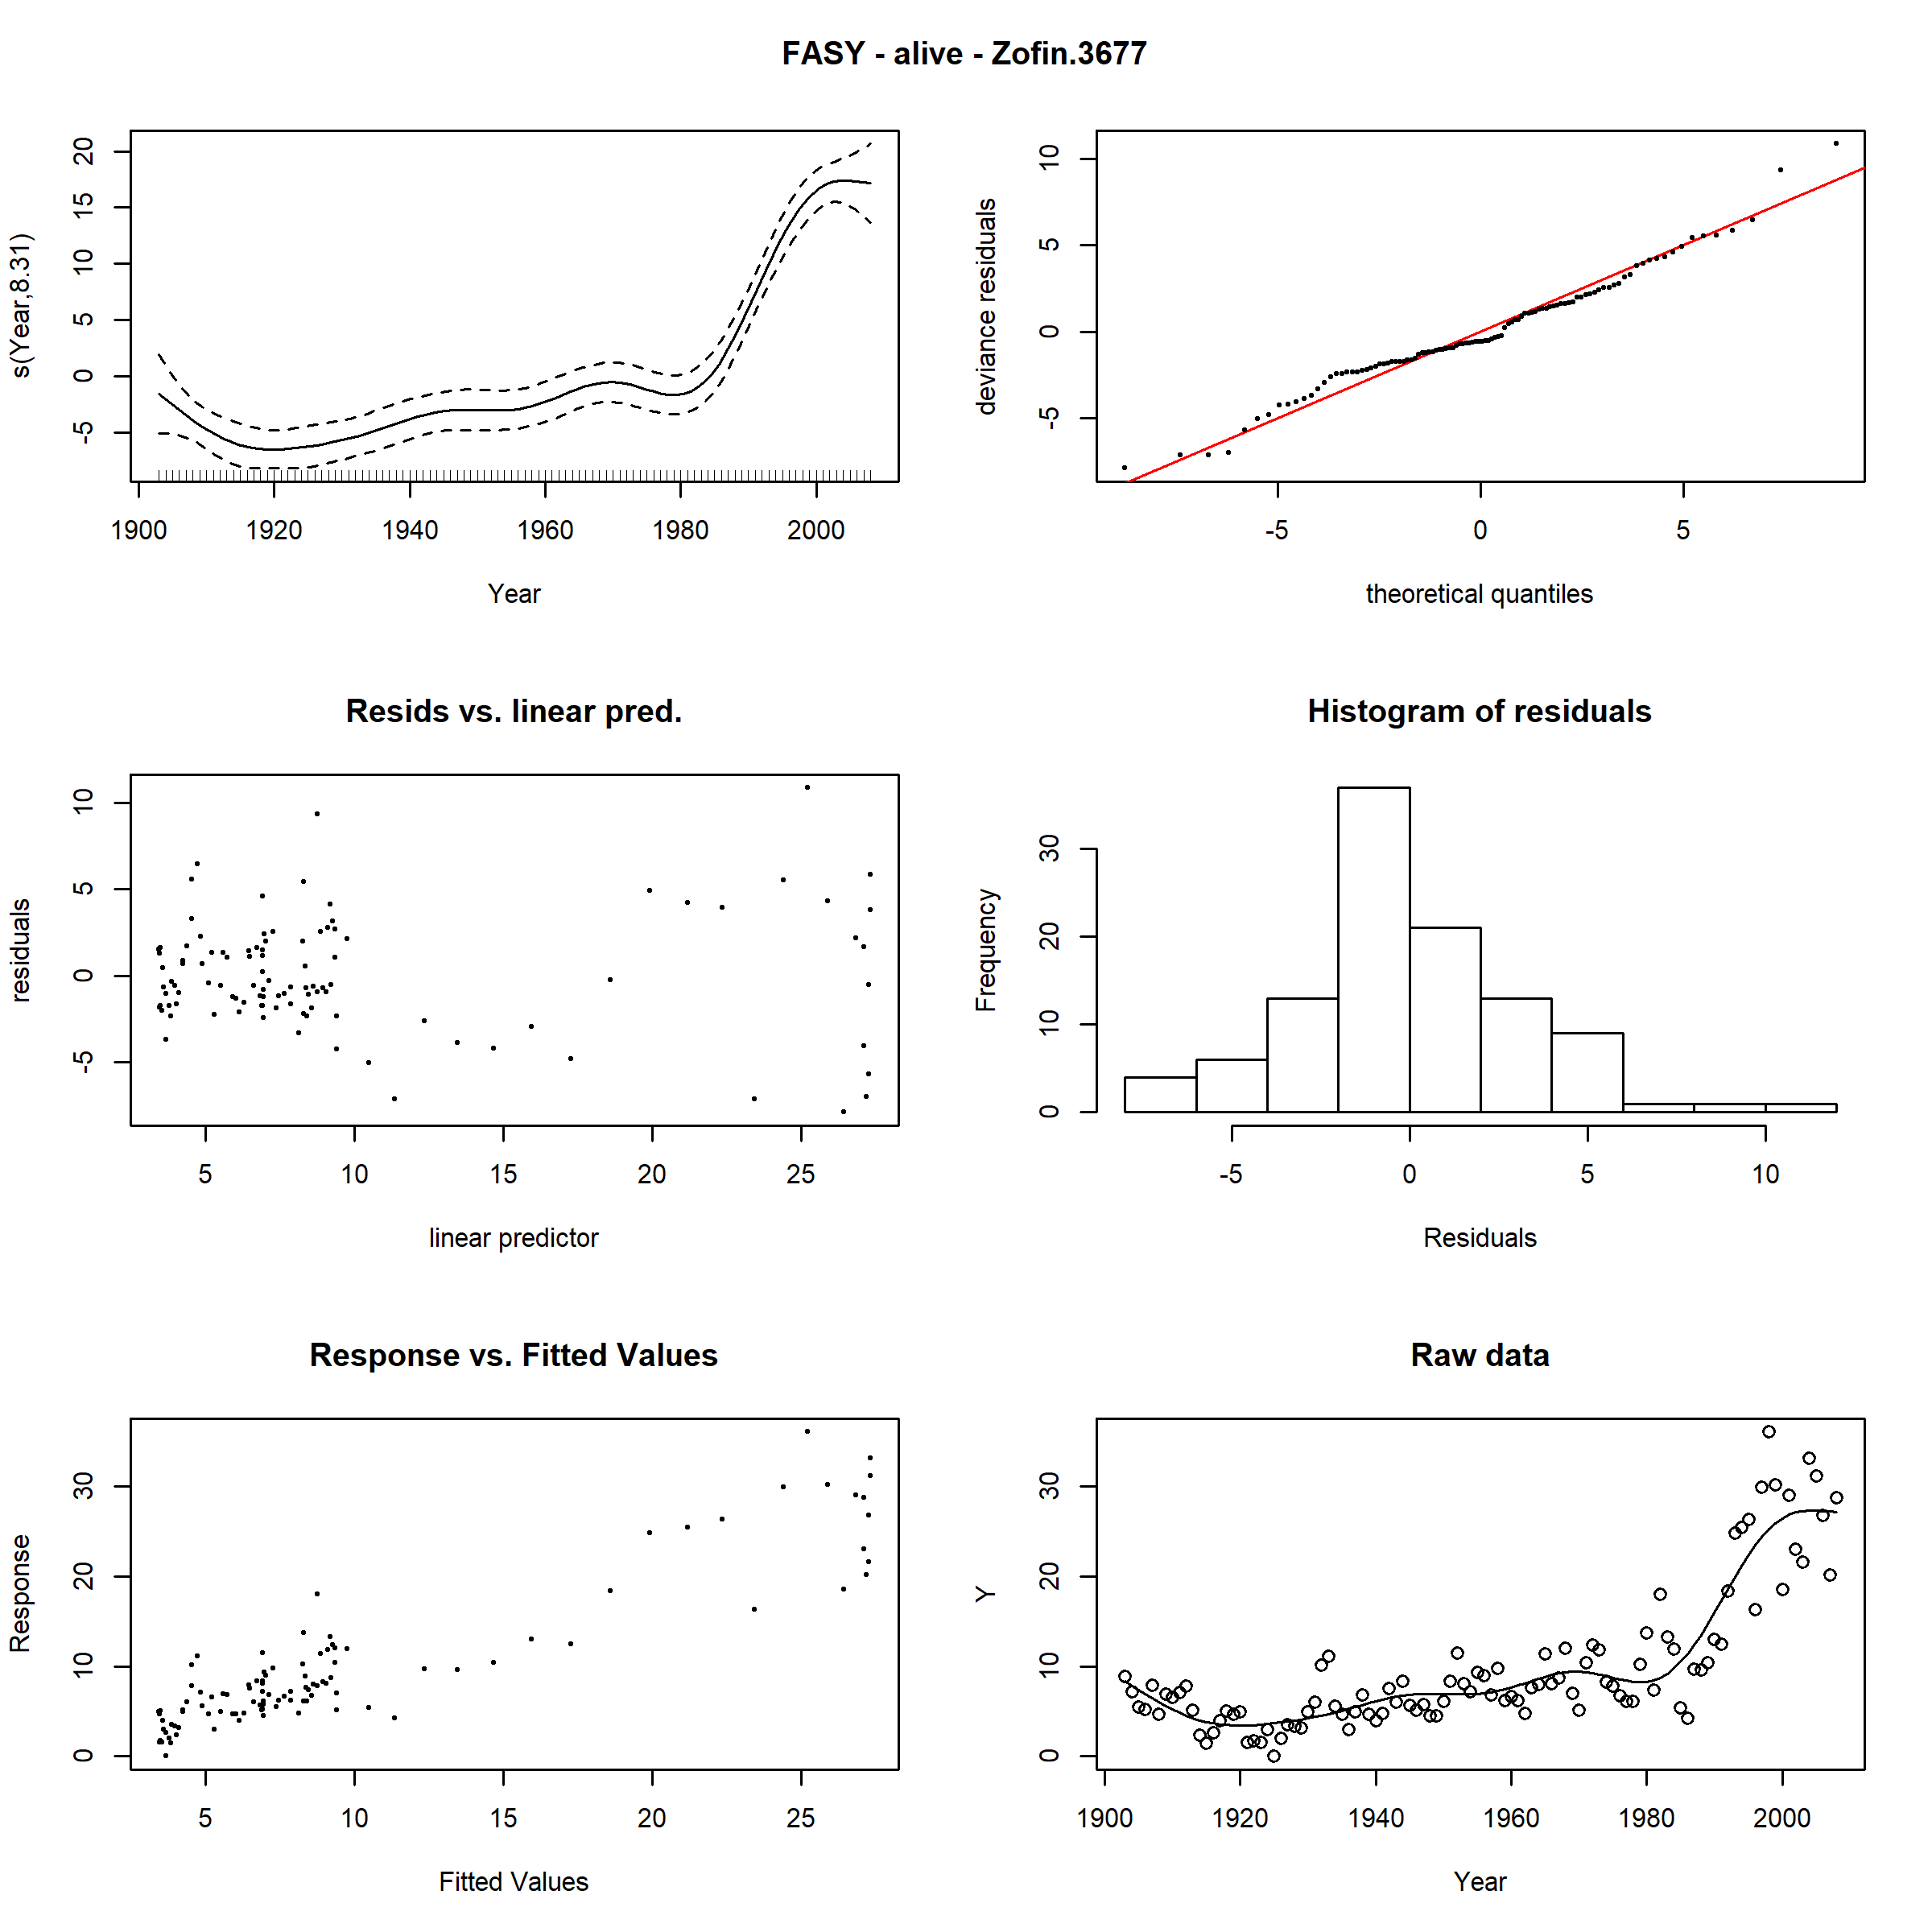 FASY - alive - Zofin.3677
s(Year,8.31)
20
15
10
5
0
-5
1900 1920 1940 1960 1980 2000
Year
deviance residuals
10
5
0
-5
-5 0 5
theoretical quantiles
Resids vs. linear pred.
residuals
10
5
0
-5
5 10 15 20 25
linear predictor
Histogram of residuals
Frequency
30
20
10
0
-5 0 5 10
Residuals
Response vs. Fitted Values
Response
30
20
10
0
5 10 15 20 25
Fitted Values
Raw data
Y
30
20
10
0
1900 1920 1940 1960 1980 2000
Year